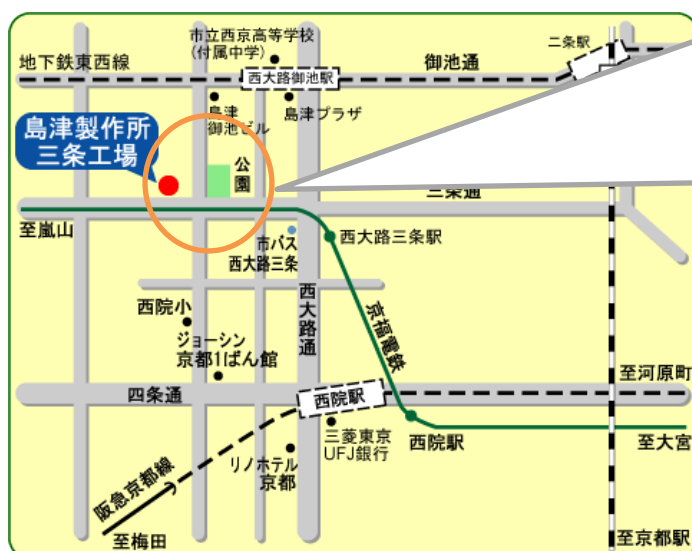 市立西京高等学校
(付属中学)
二条駅
地下鉄東西線
西大路御池駅
御池通
島津
御池ビル
島津プラザ
島津製作所
三条工場
公園
三条通
至嵐山
市バス
西大路三条
西大路三条駅
西大路通
京福電鉄
西院小
ジョーシン
京都1ばん館
四条通
西院駅
至河原町
三菱東京
UFJ銀行
西院駅
至大宮
リノホテル
京都
阪急京都線
至梅田
至京都駅